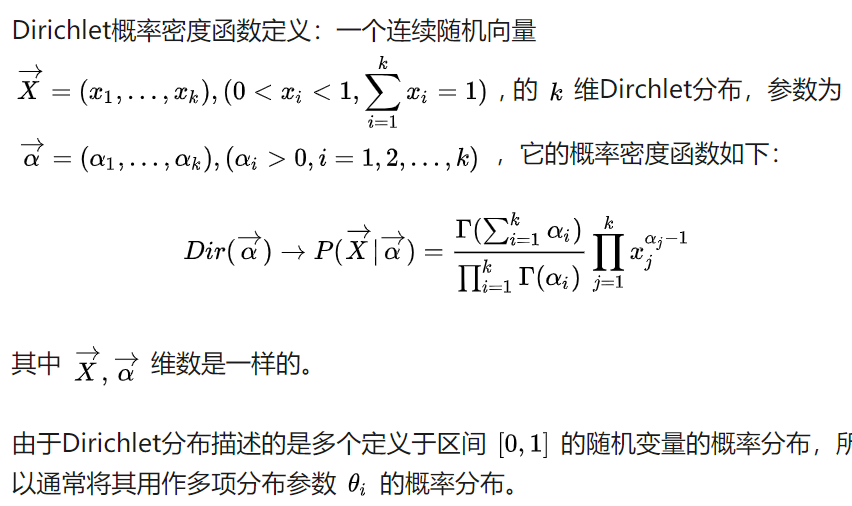 Dirichlet概率密度函数定义：一个连续随机向量
$\overrightarrow{X} = (x_1, \ldots, x_k), (0 < x_i < 1, \sum_{i=1}^{k} x_i = 1)$ , 的 $k$ 维Dirchlet分布，参数为
$\overrightarrow{\alpha} = (\alpha_1, \ldots, \alpha_k), (\alpha_i > 0, i = 1, 2, \ldots, k)$ ，它的概率密度函数如下：
$Dir(\overrightarrow{\alpha}) \rightarrow P(\overrightarrow{X} | \overrightarrow{\alpha}) = \frac{\Gamma(\sum_{i=1}^{k} \alpha_i)}{\prod_{i=1}^{k} \Gamma(\alpha_i)} \prod_{j=1}^{k} x_j^{\alpha_j - 1}$
其中 $\overrightarrow{X}, \overrightarrow{\alpha}$ 维数是一样的。
由于Dirichlet分布描述的是多个定义于区间 $[0, 1]$ 的随机变量的概率分布，所
以通常将其用作多项分布参数 $\theta_i$ 的概率分布。